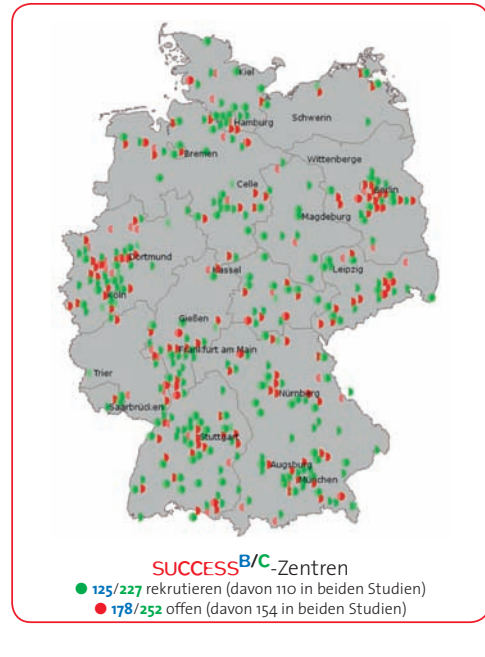 Kiel
Hamburg
Schwerin
Bremen
Wittenberge
Celle
Berlin
Magdeburg
Dortmund
Kassel
Leipzig
Köln
Gießen
Frankfurt am Main
Trier
Saarbrücken
Nürnberg
Stuttgart
Augsburg
München
SUCCESS B/C-Zentren
125/227 rekrutieren (davon 110 in beiden Studien)
178/252 offen (davon 154 in beiden Studien)